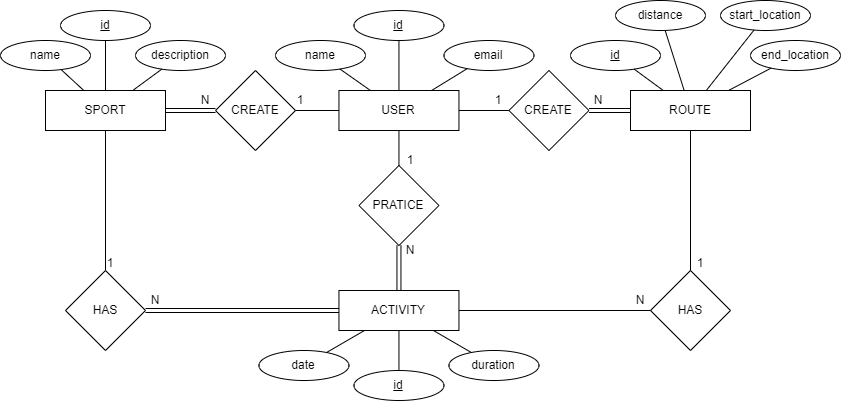 id
id
distance
start_location
name
description
name
email
id
end_location
SPORT
N
CREATE
1
USER
1
CREATE
N
ROUTE
1
PRATICE
N
1
1
HAS
N
ACTIVITY
N
HAS
date
id
duration